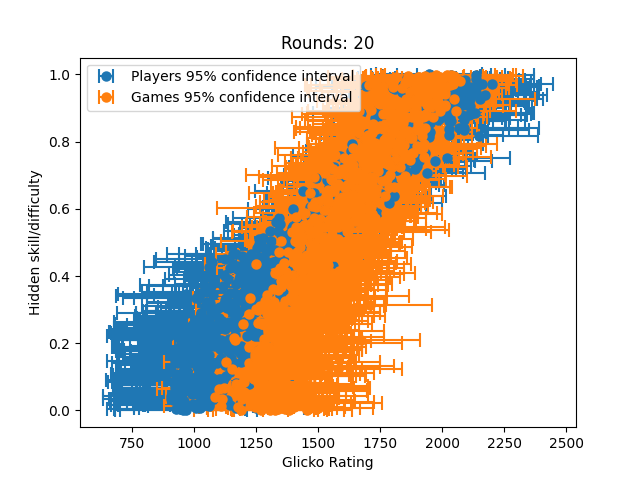 Rounds: 20
Players 95% confidence interval
Games 95% confidence interval
1.0
0.8
0.6
0.4
0.2
0.0
Hidden skill/difficulty
750 1000 1250 1500 1750 2000 2250 2500
Glicko Rating